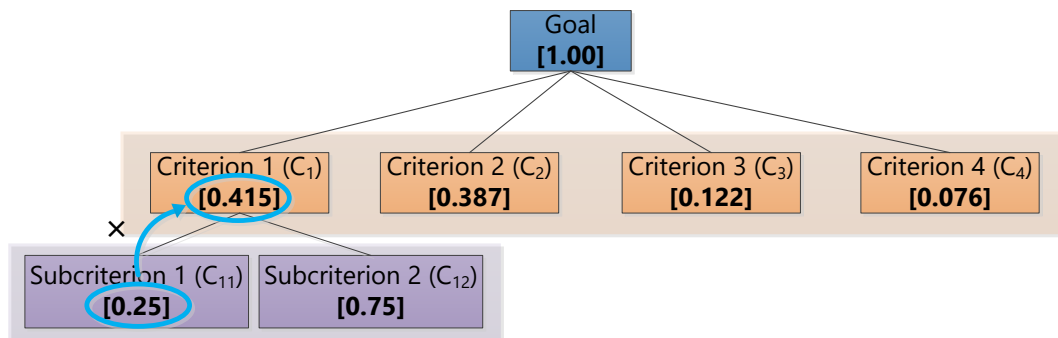 Goal
[1.00]
Criterion 1 (C₁)
[0.415]
Criterion 2 (C₂)
[0.387]
Criterion 3 (C₃)
[0.122]
Criterion 4 (C₄)
[0.076]
×
Subcriterion 1 (C₁₁)
[0.25]
Subcriterion 2 (C₁₂)
[0.75]